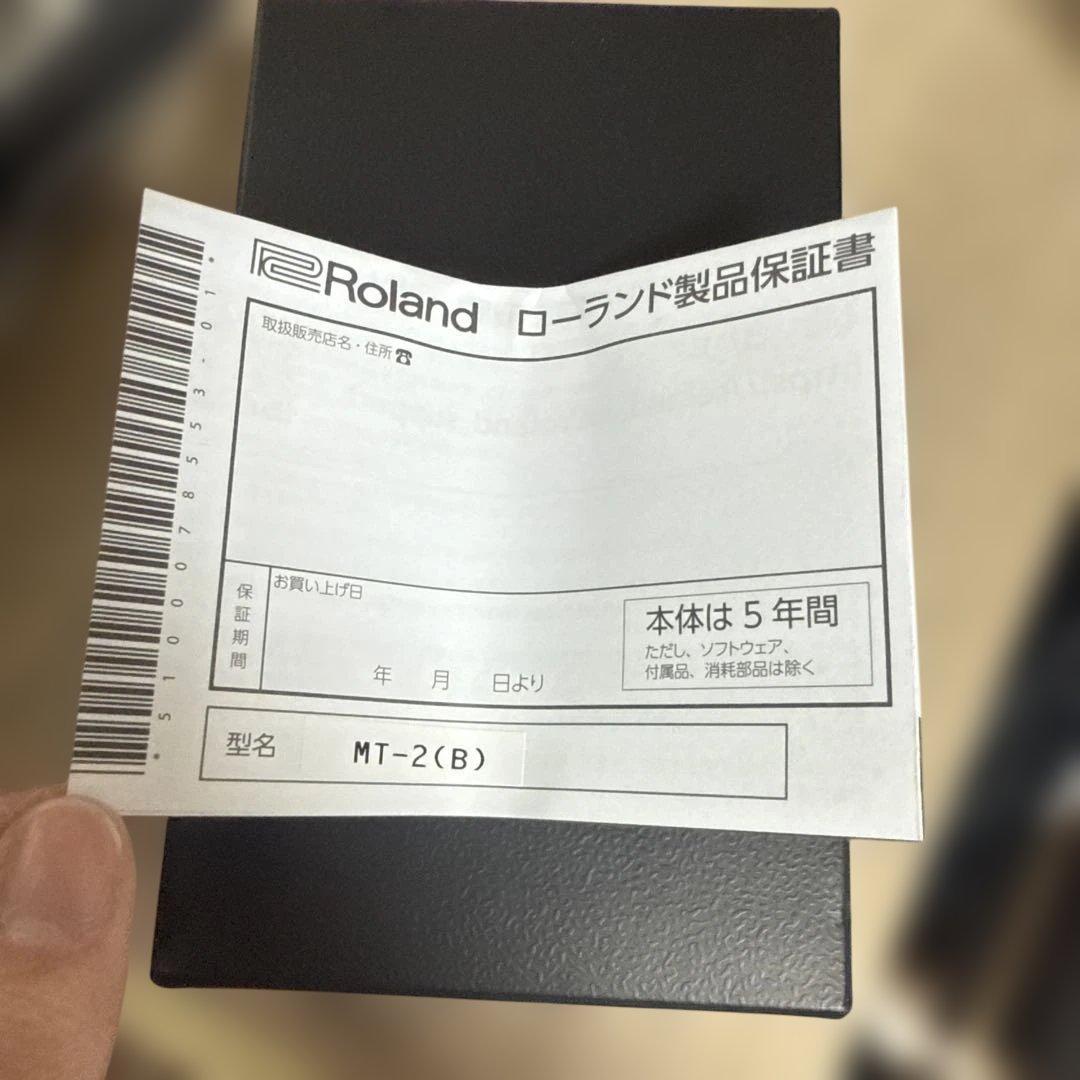 Roland ローランド製品保証書
取扱販売店名・住所☎
保証期間
お買い上げ日
年 月 日より
本体は5年間
ただし、ソフトウェア、
付属品、消耗部品は除く
型名 MT-2(B)
*5100078553-01*